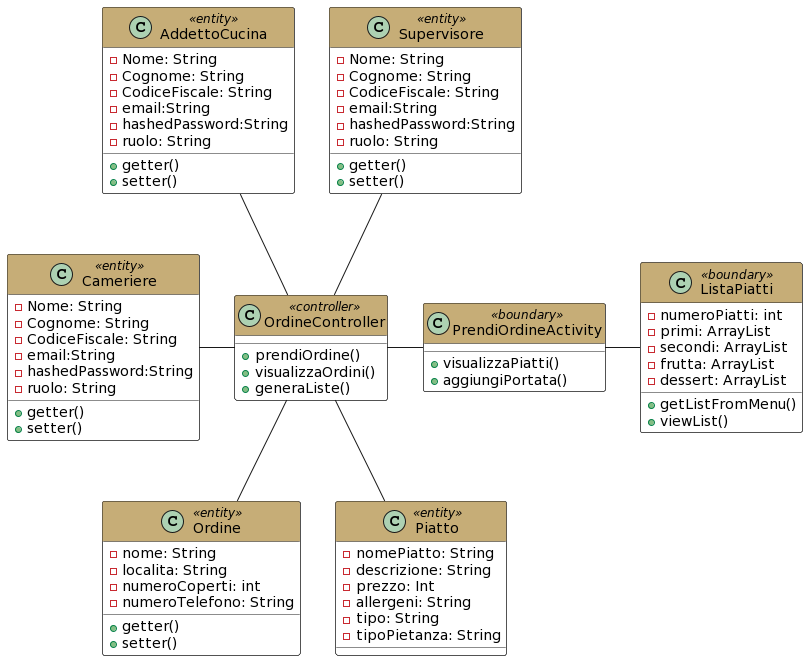 «entity»
C AddettoCucina
Nome: String
Cognome: String
CodiceFiscale: String
email:String
hashedPassword:String
ruolo: String
getter()
setter()
«entity»
C Supervisore
Nome: String
Cognome: String
CodiceFiscale: String
email:String
hashedPassword:String
ruolo: String
getter()
setter()
«entity»
C Cameriere
Nome: String
Cognome: String
CodiceFiscale: String
email:String
hashedPassword:String
ruolo: String
getter()
setter()
«controller»
C OrdineController
prendiOrdine()
visualizzaOrdini()
generaListe()
«boundary»
C PrendiOrdineActivity
visualizzaPiatti()
aggiungiPortata()
«boundary»
C ListaPiatti
numeroPiatti: int
primi: ArrayList
secondi: ArrayList
frutta: ArrayList
dessert: ArrayList
getListFromMenu()
viewList()
«entity»
C Ordine
nome: String
localita: String
numeroCoperti: int
numeroTelefono: String
getter()
setter()
«entity»
C Piatto
nomePiatto: String
descrizione: String
prezzo: Int
allergeni: String
tipo: String
tipoPietanza: String